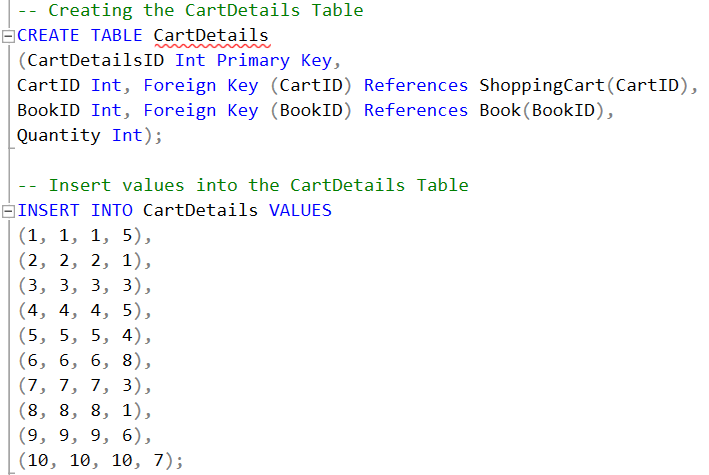 -- Creating the CartDetails Table
CREATE TABLE CartDetails
(CartDetailsID Int Primary Key,
CartID Int, Foreign Key (CartID) References ShoppingCart(CartID),
BookID Int, Foreign Key (BookID) References Book(BookID),
Quantity Int);
-- Insert values into the CartDetails Table
INSERT INTO CartDetails VALUES
(1, 1, 1, 5),
(2, 2, 2, 1),
(3, 3, 3, 3),
(4, 4, 4, 5),
(5, 5, 5, 4),
(6, 6, 6, 8),
(7, 7, 7, 3),
(8, 8, 8, 1),
(9, 9, 9, 6),
(10, 10, 10, 7);